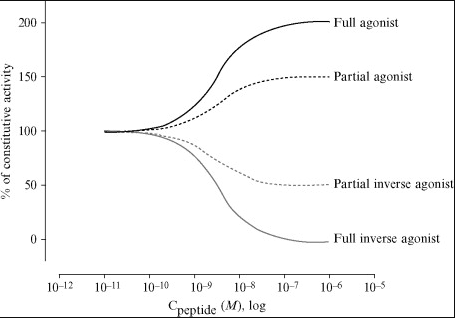 200
Full agonist
150
Partial agonist
100
% of constitutive activity
50
Partial inverse agonist
0
Full inverse agonist
10–12 10–11 10–10 10–9 10–8 10–7 10–6 10–5
Cpeptide (M), log